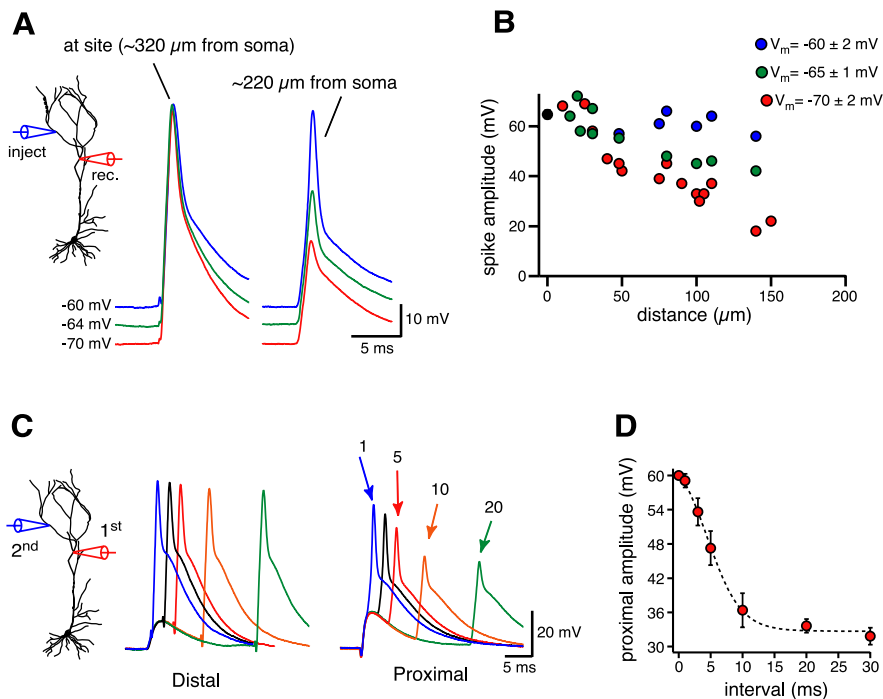 A
at site (~320 µm from soma)
~220 µm from soma
inject
rec.
-60 mV
-64 mV
-70 mV
10 mV
5 ms
B
Vm= -60 ± 2 mV
Vm= -65 ± 1 mV
Vm= -70 ± 2 mV
spike amplitude (mV)
60
40
20
0
0 50 100 150 200
distance (µm)
C
2nd
1st
1
5
10
20
20 mV
5 ms
Distal
Proximal
D
proximal amplitude (mV)
60
54
48
42
36
30
0 5 10 15 20 25 30
interval (ms)